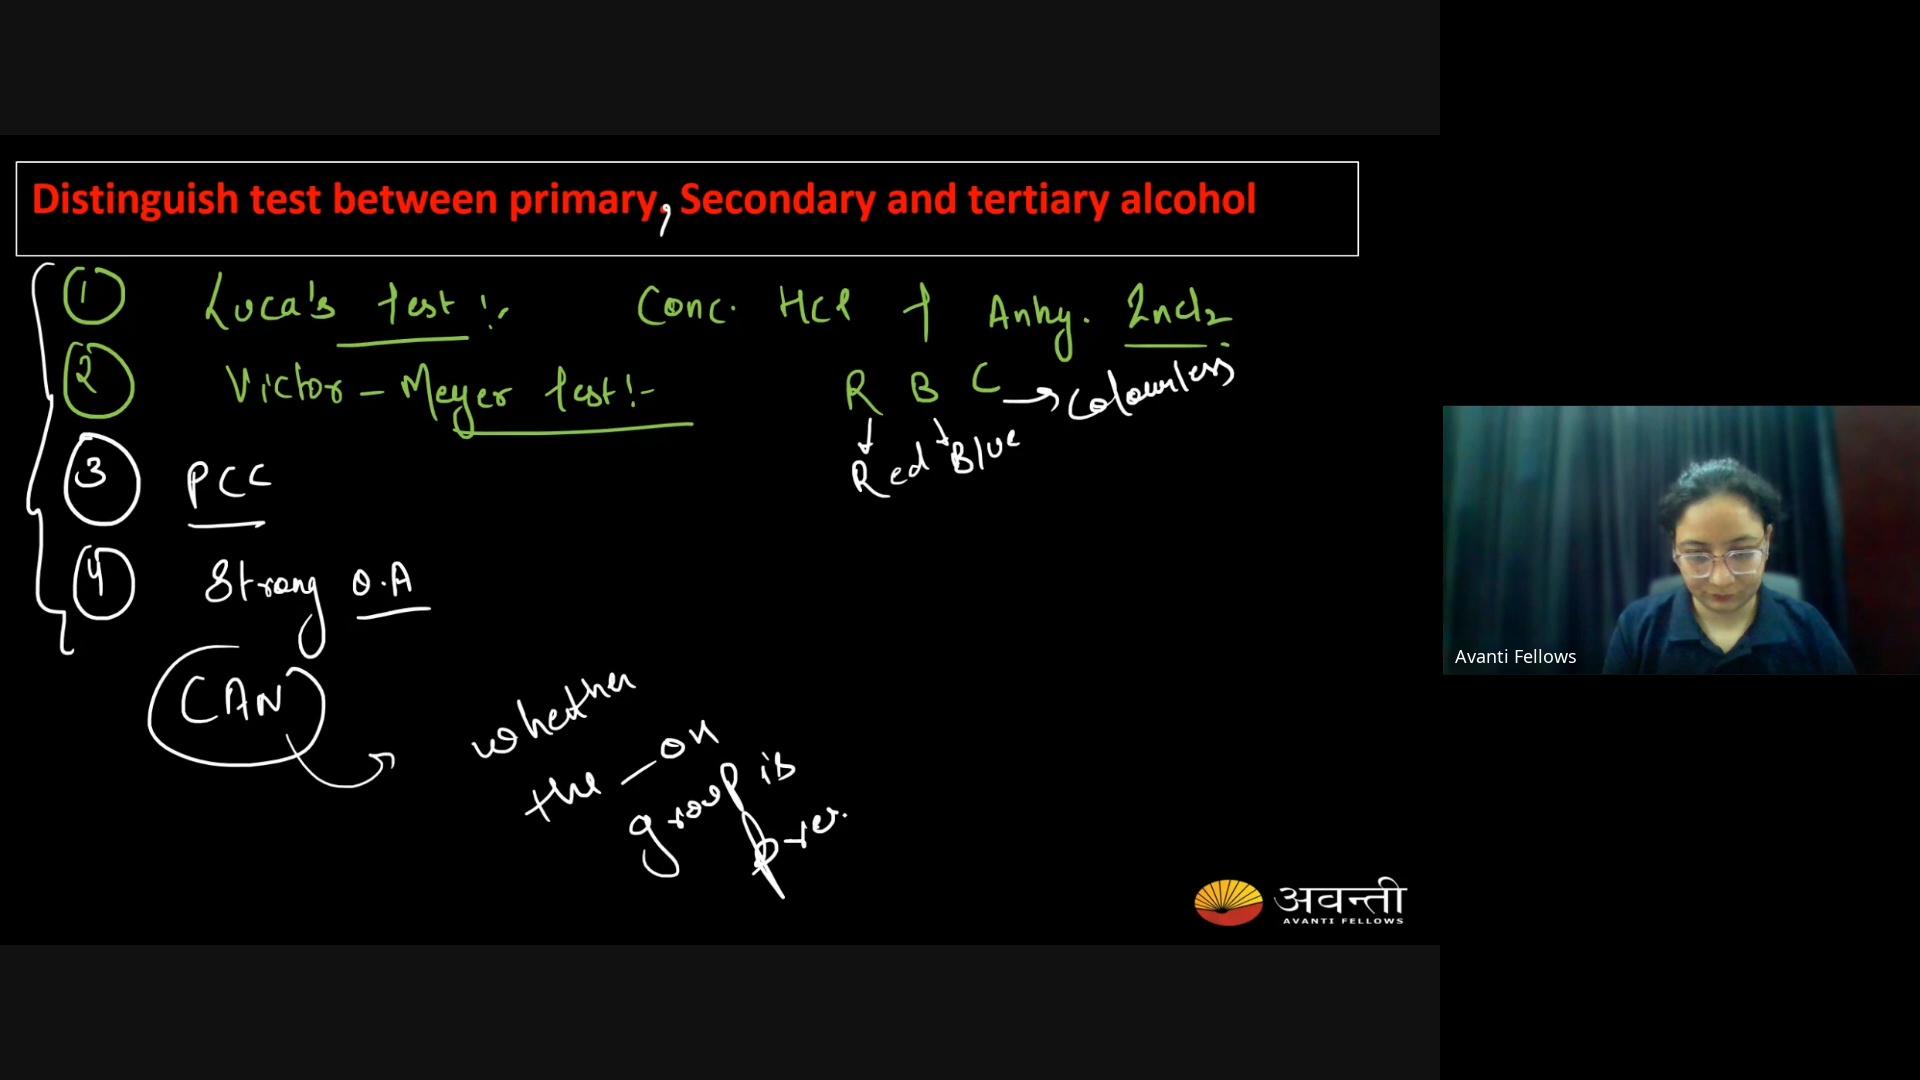 Distinguish test between primary, Secondary and tertiary alcohol
① Luca's test :- Conc. HCl + Anhy. ZnCl2
② Victor - Meyer test :- R B C → Colourless
Red Blue
③ PCC
④ Strong O.A
CAN
whether
the -OH
group is
pre.
Avanti Fellows
अवन्ती
AVANTI FELLOWS